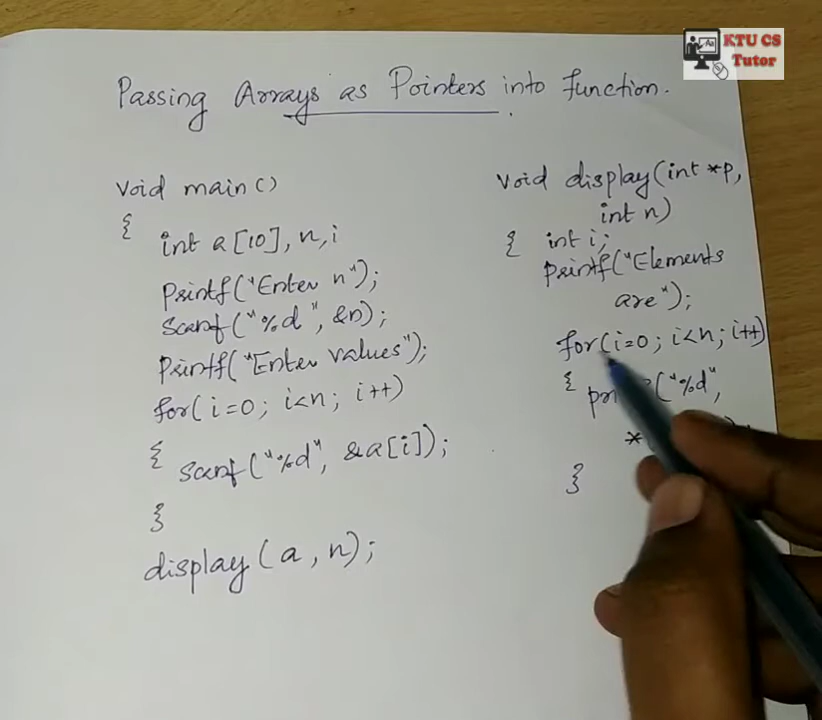 KTU CS
Tutor
Passing Arrays as Pointers into function.
void main()
{
int a[10], n, i
Printf("Enter n");
Scanf("%d", &n);
Printf("Enter values");
for(i=0; i<n; i++)
{ Scanf("%d", &a[i]);
}
display(a, n);
void display(int *p,
int n)
{ int i;
printf("Elements
are");
for(i=0; i<n; i++)
{ "%d",
*
}